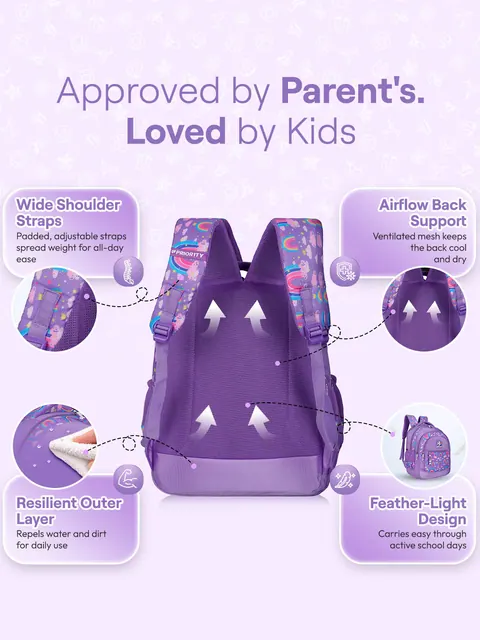 Approved by Parent's.
Loved by Kids
Wide Shoulder
Straps
Padded, adjustable straps
spread weight for all-day
ease
Airflow Back
Support
Ventilated mesh keeps
the back cool
and dry
PRIORITY
Resilient Outer
Layer
Repels water and dirt
for daily use
Feather-Light
Design
Carries easy through
active school days